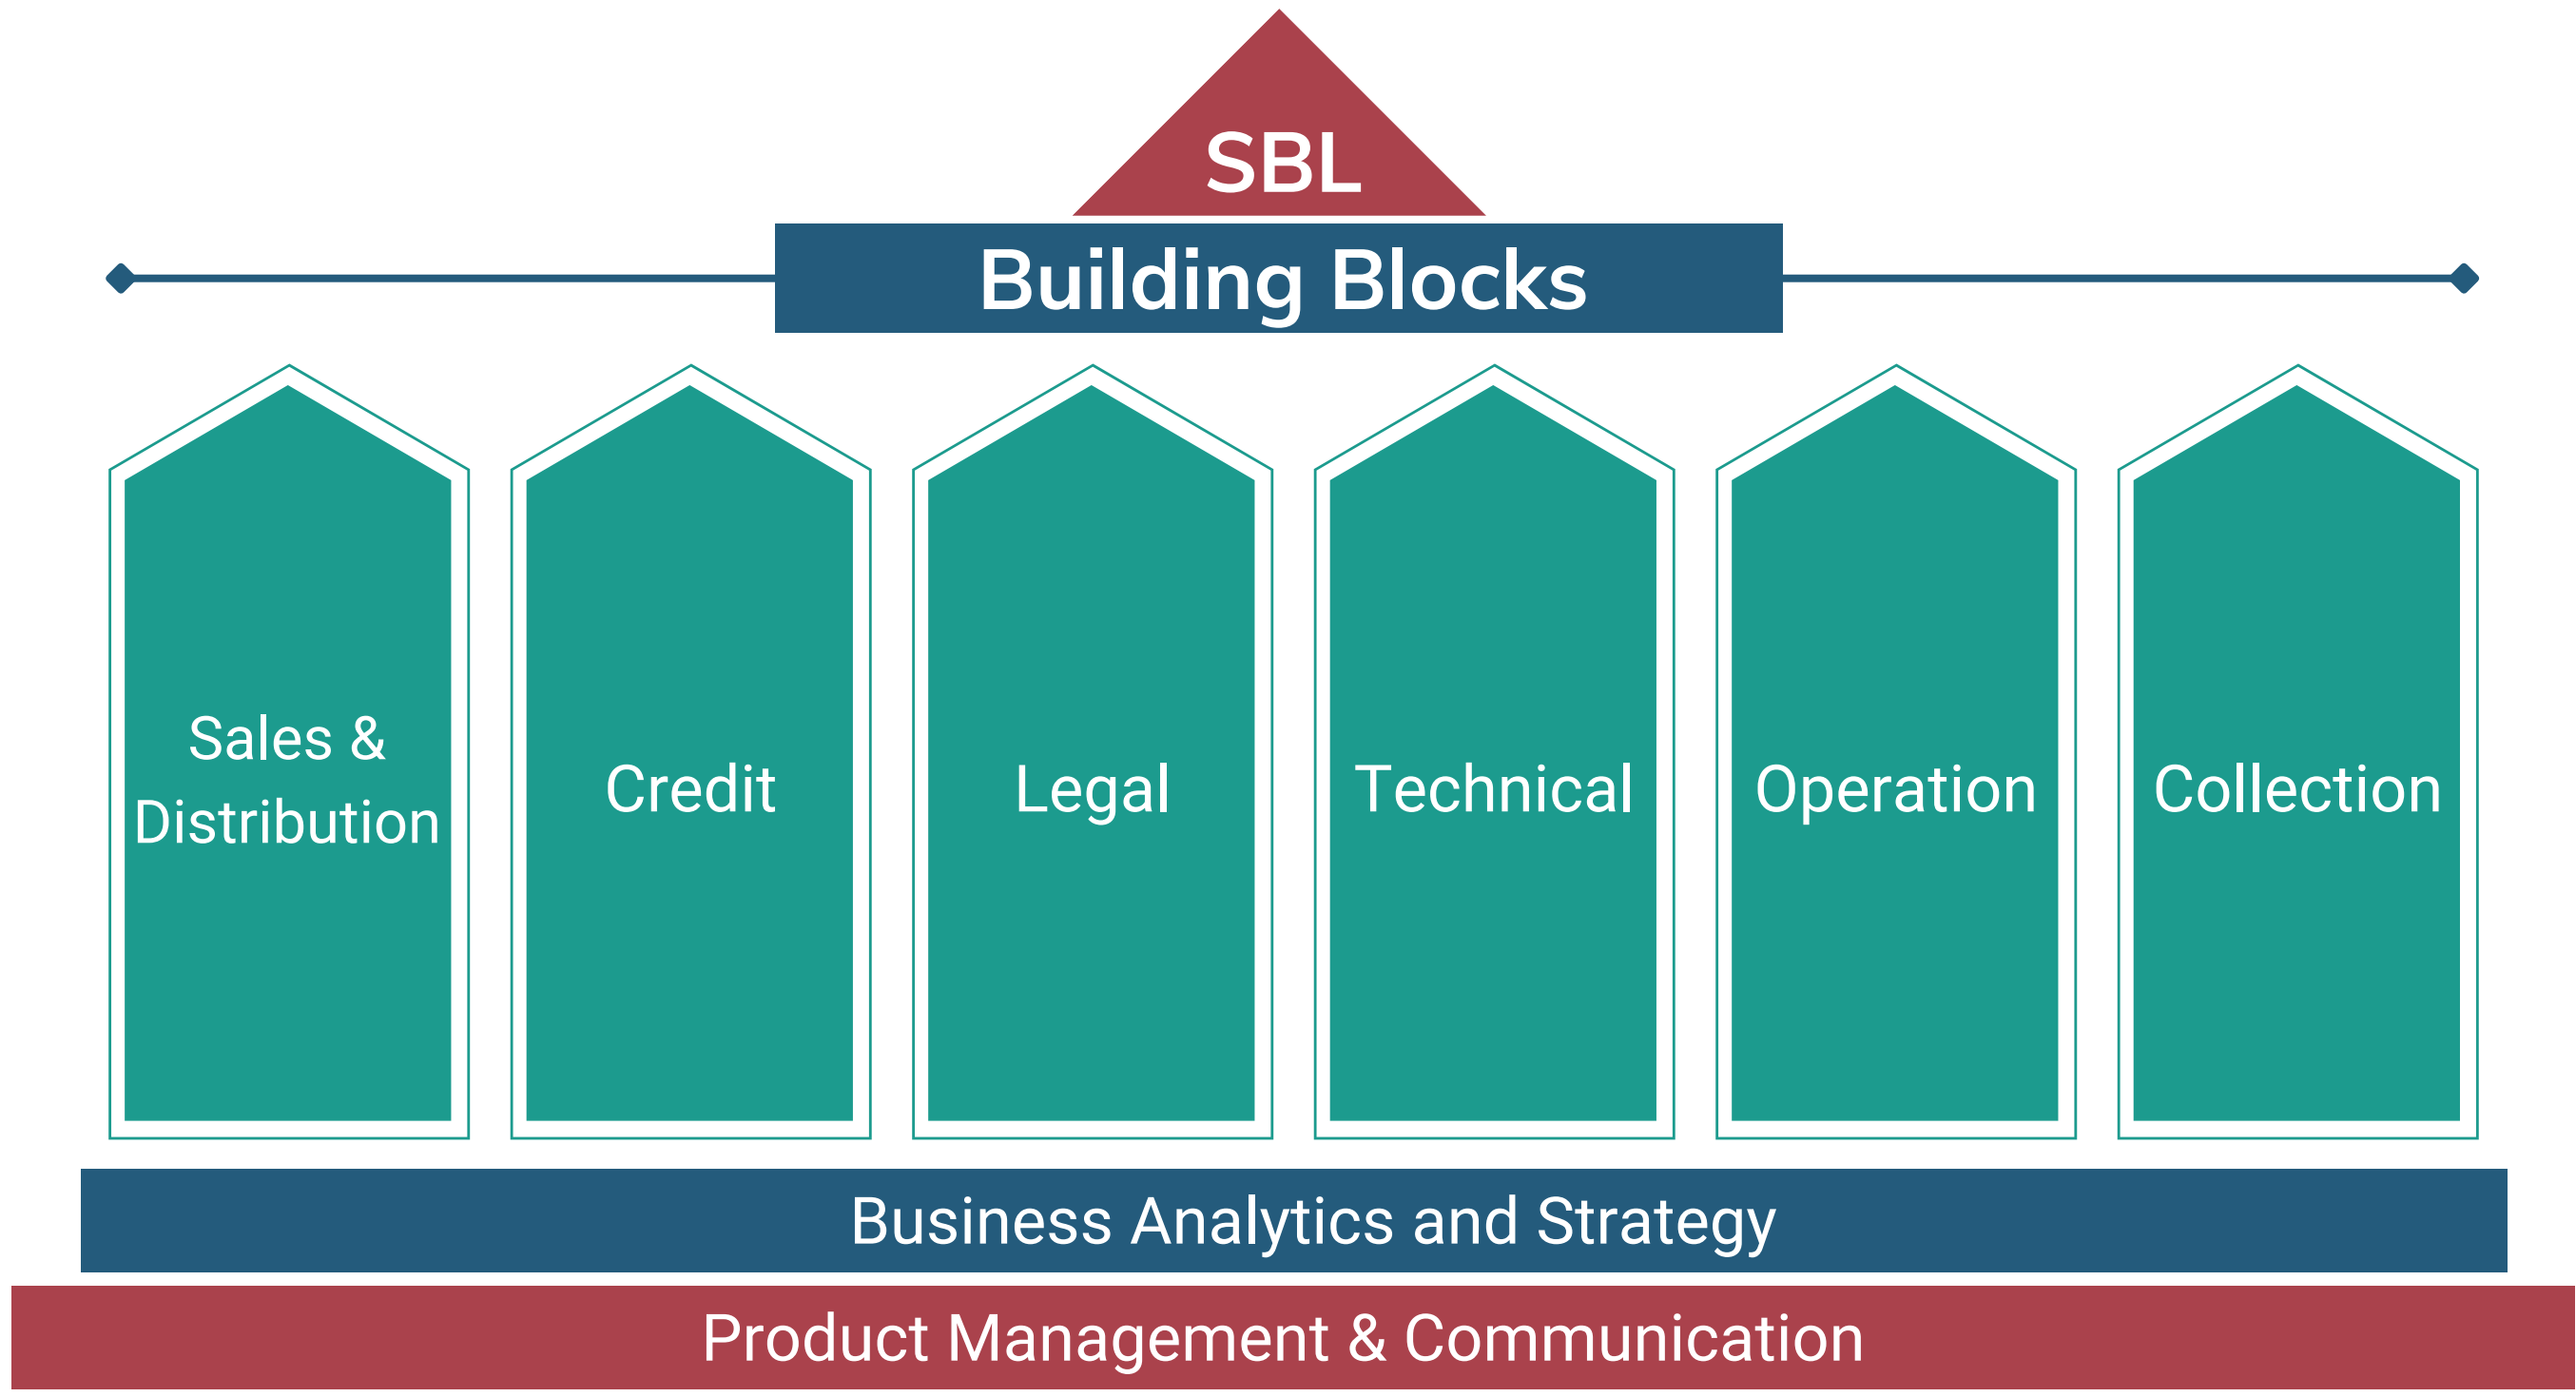 SBL
Building Blocks
Sales &
Distribution
Credit
Legal
Technical
Operation
Collection
Business Analytics and Strategy
Product Management & Communication